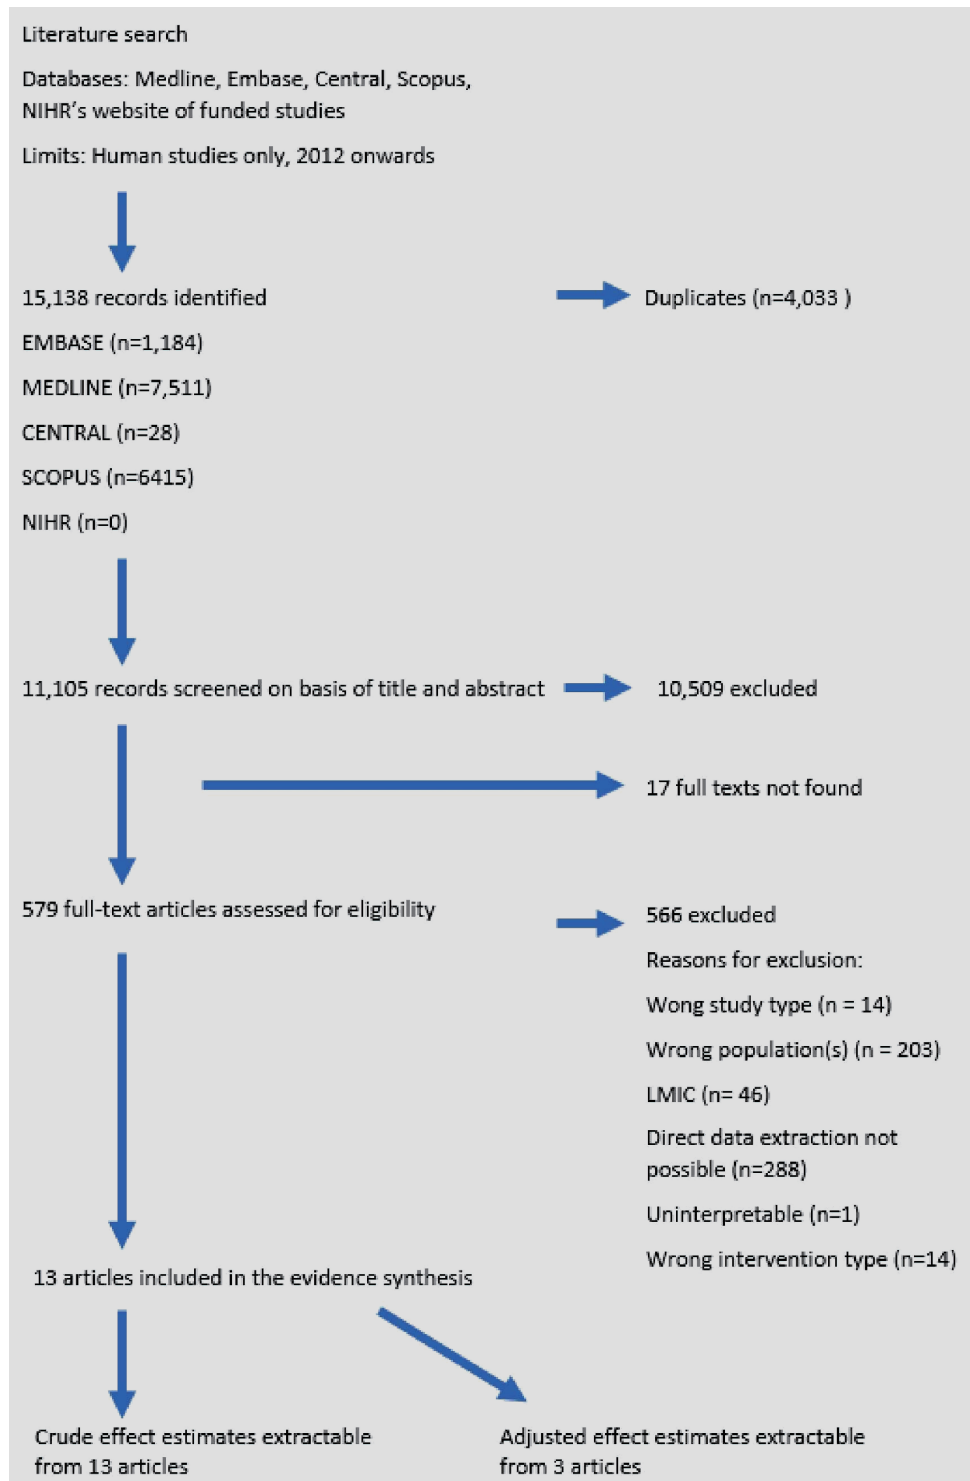 Literature search
Databases: Medline, Embase, Central, Scopus,
NIHR's website of funded studies
Limits: Human studies only, 2012 onwards
15,138 records identified
Duplicates (n=4,033 )
EMBASE (n=1,184)
MEDLINE (n=7,511)
CENTRAL (n=28)
SCOPUS (n=6415)
NIHR (n=0)
11,105 records screened on basis of title and abstract
10,509 excluded
17 full texts not found
579 full-text articles assessed for eligibility
566 excluded
Reasons for exclusion:
Wong study type (n = 14)
Wrong population(s) (n = 203)
LMIC (n= 46)
Direct data extraction not
possible (n=288)
Uninterpretable (n=1)
Wrong intervention type (n=14)
13 articles included in the evidence synthesis
Crude effect estimates extractable
from 13 articles
Adjusted effect estimates extractable
from 3 articles